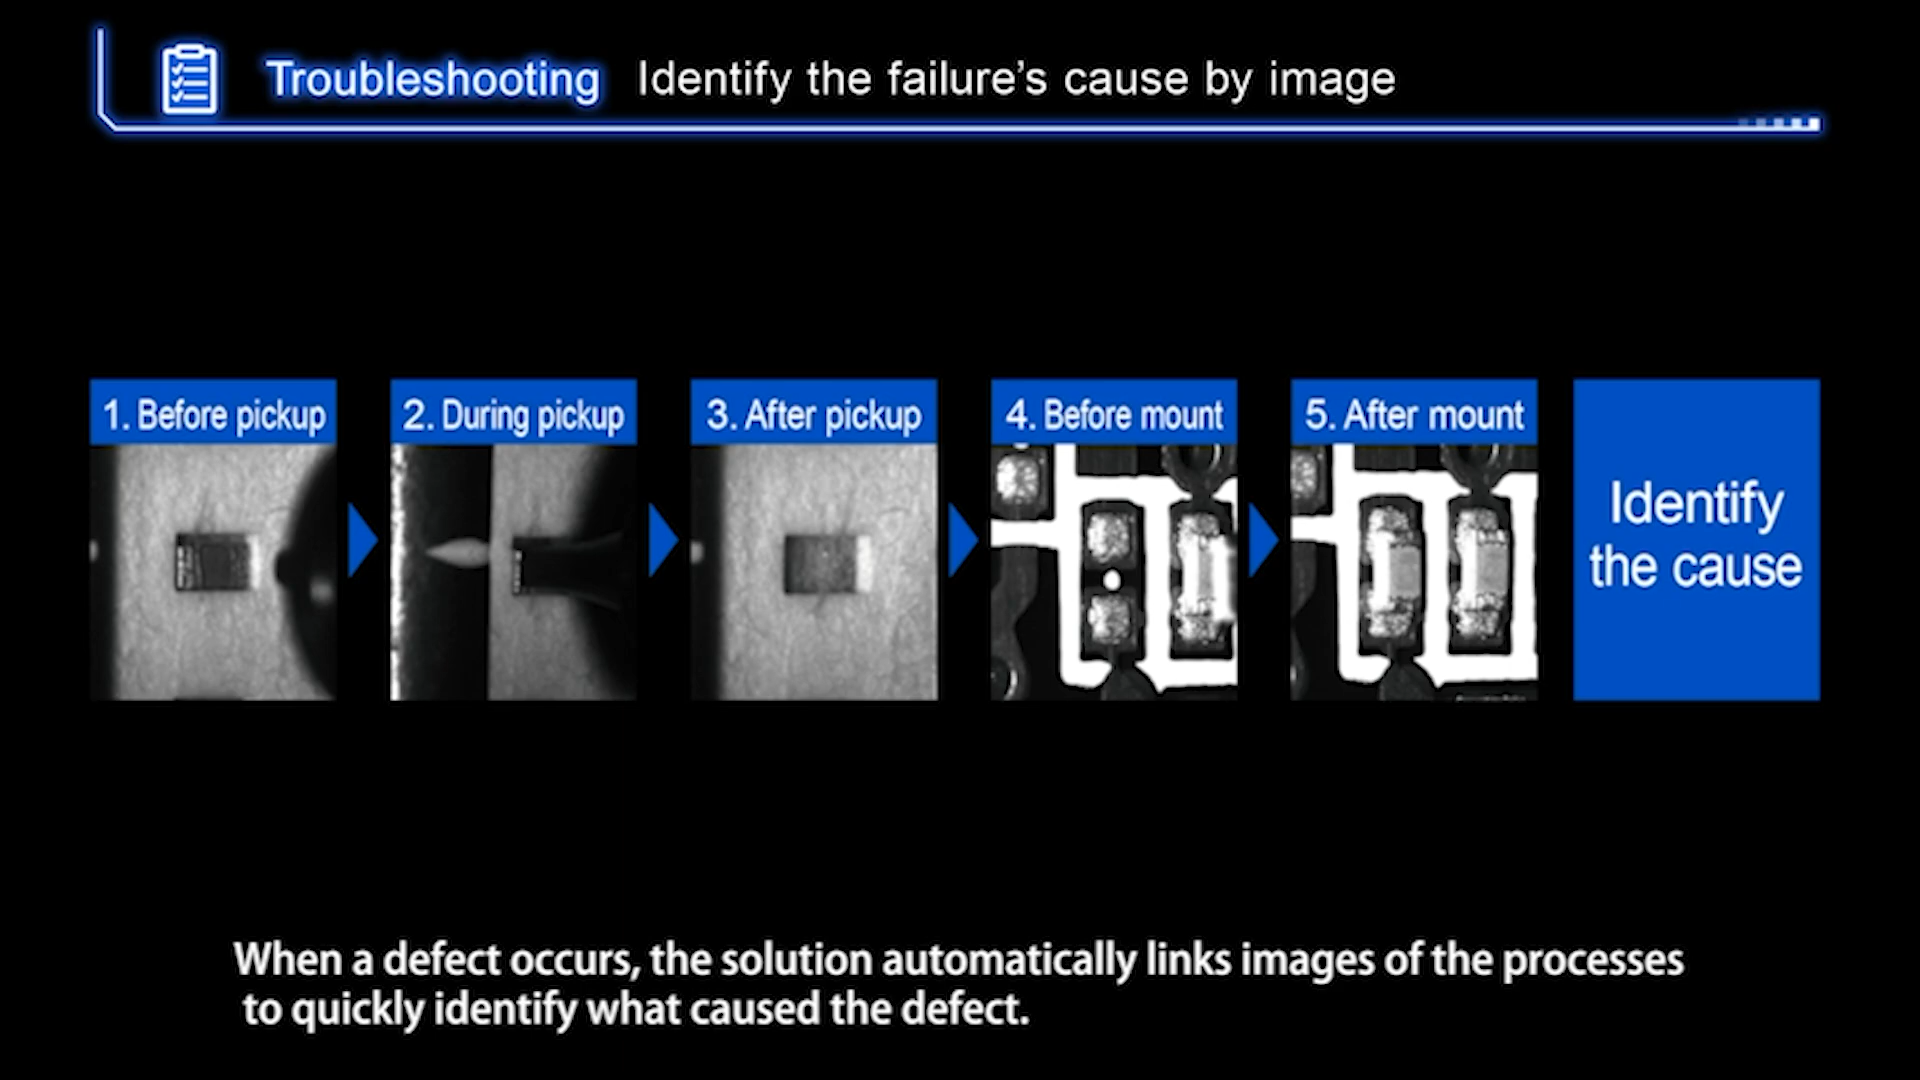 Troubleshooting Identify the failure’s cause by image
1. Before pickup
2. During pickup
3. After pickup
4. Before mount
5. After mount
Identify
the cause
When a defect occurs, the solution automatically links images of the processes
to quickly identify what caused the defect.